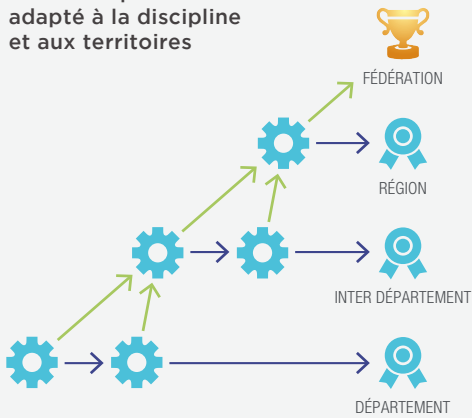 adapté à la discipline
et aux territoires
FÉDÉRATION
RÉGION
INTER DÉPARTEMENT
DÉPARTEMENT